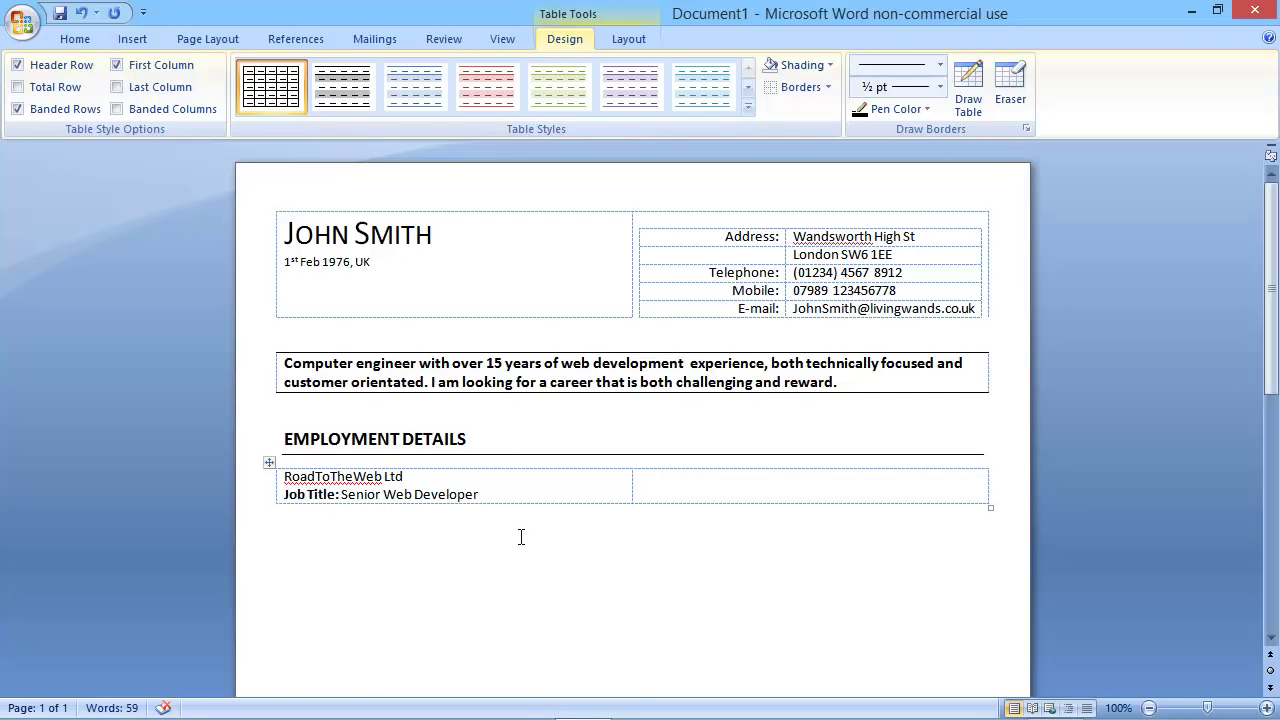 Table Tools
Document1 - Microsoft Word non-commercial use
Home Insert Page Layout References Mailings Review View Design Layout
Header Row First Column
Total Row Last Column
Banded Rows Banded Columns
Table Style Options
Table Styles
Shading
Borders
½ pt
Pen Color
Draw Table
Eraser
Draw Borders
JOHN SMITH
1st Feb 1976, UK
Address: Wandsworth High St
London SW6 1EE
Telephone: (01234) 4567 8912
Mobile: 07989 123456778
E-mail: JohnSmith@livingwands.co.uk
Computer engineer with over 15 years of web development experience, both technically focused and
customer orientated. I am looking for a career that is both challenging and reward.
EMPLOYMENT DETAILS
RoadToTheWeb Ltd
Job Title: Senior Web Developer
Page: 1 of 1 Words: 59 100%